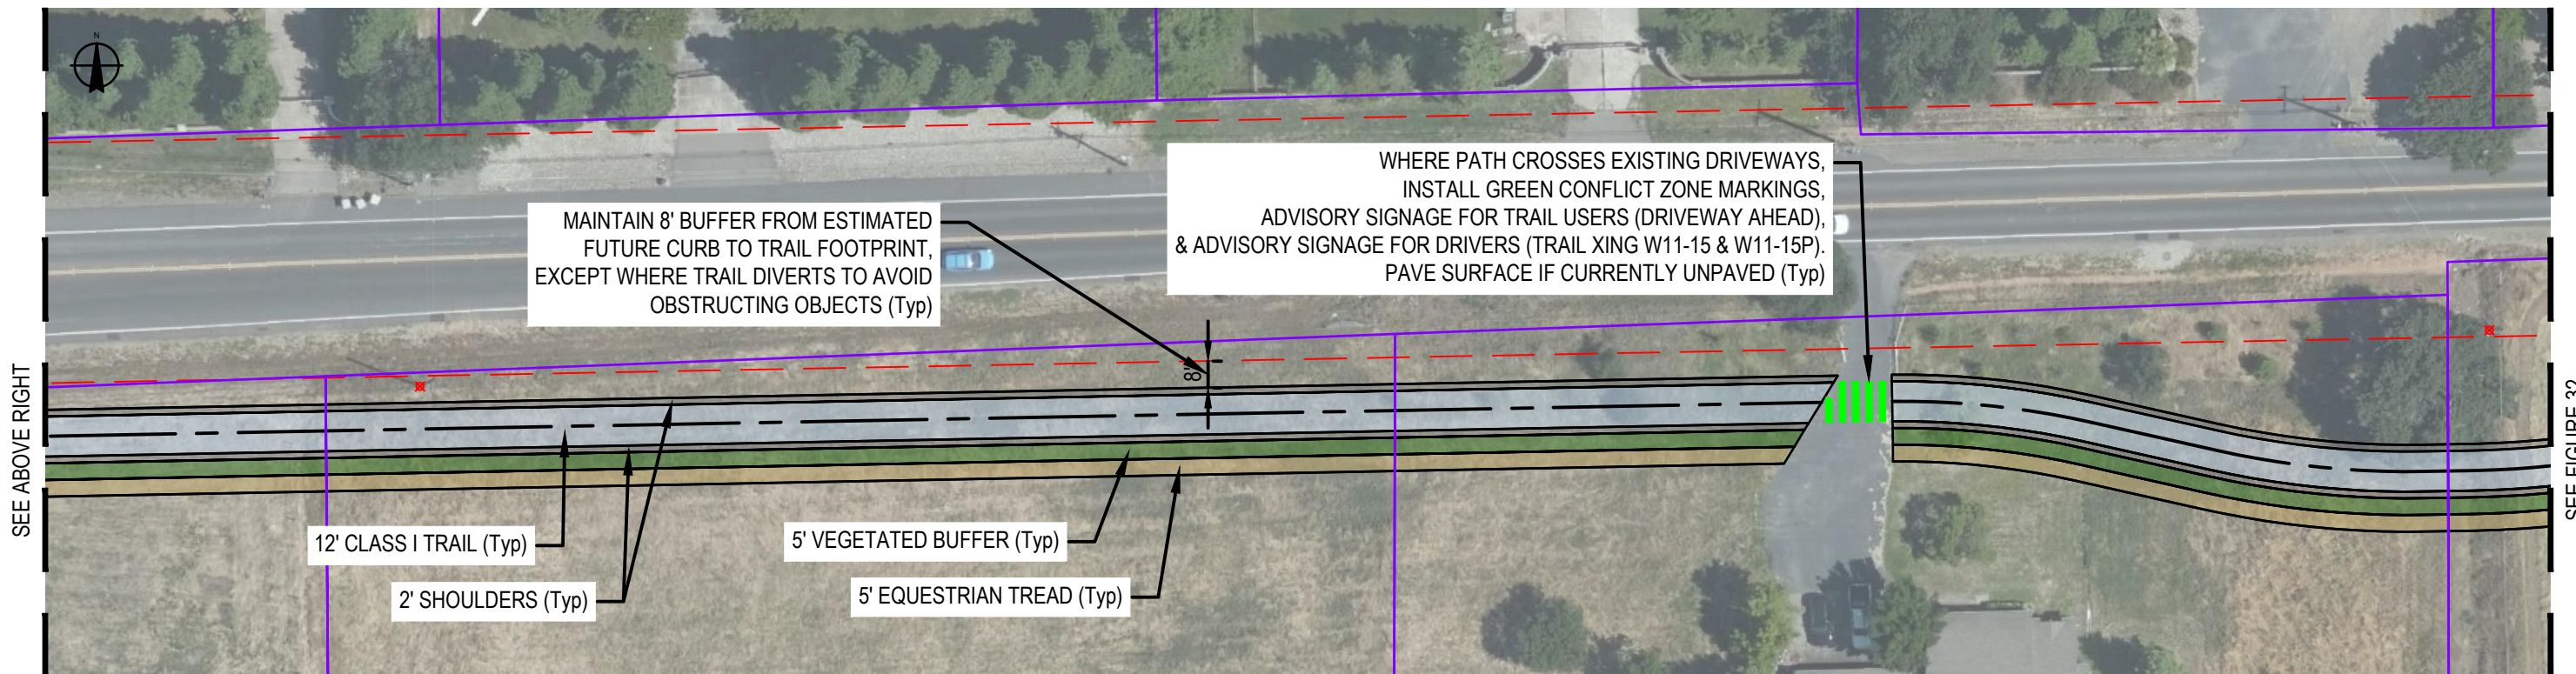 N
WHERE PATH CROSSES EXISTING DRIVEWAYS,
INSTALL GREEN CONFLICT ZONE MARKINGS,
ADVISORY SIGNAGE FOR TRAIL USERS (DRIVEWAY AHEAD),
& ADVISORY SIGNAGE FOR DRIVERS (TRAIL XING W11-15 & W11-15P).
PAVE SURFACE IF CURRENTLY UNPAVED (Typ)
MAINTAIN 8' BUFFER FROM ESTIMATED
FUTURE CURB TO TRAIL FOOTPRINT,
EXCEPT WHERE TRAIL DIVERTS TO AVOID
OBSTRUCTING OBJECTS (Typ)
8'
SEE ABOVE RIGHT
SEE FIGURE 32
12' CLASS I TRAIL (Typ)
2' SHOULDERS (Typ)
5' VEGETATED BUFFER (Typ)
5' EQUESTRIAN TREAD (Typ)